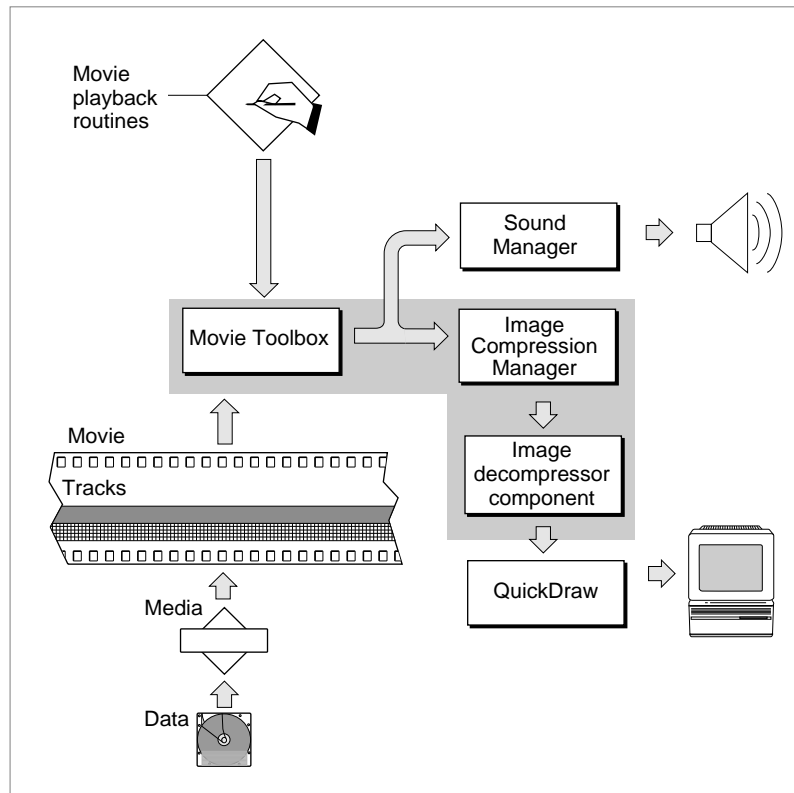 Movie
playback
routines
Sound
Manager
Movie Toolbox
Image
Compression
Manager
Movie
Tracks
Image
decompressor
component
Media
QuickDraw
Data